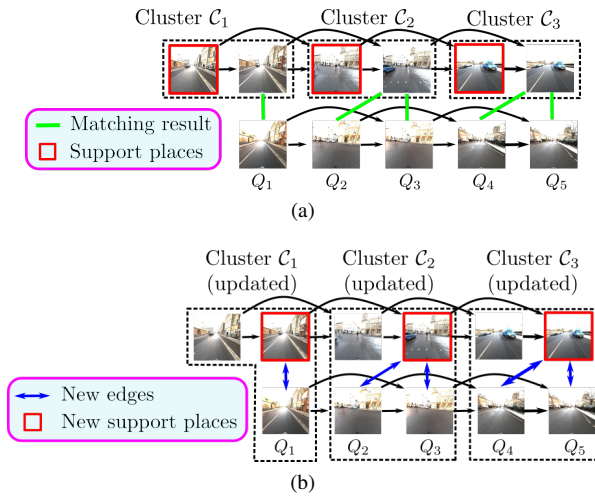 Cluster C₁ Cluster C₂ Cluster C₃
Matching result
Support places
Q₁ Q₂ Q₃ Q₄ Q₅
(a)
Cluster C₁ Cluster C₂ Cluster C₃
(updated) (updated) (updated)
New edges
New support places
Q₁ Q₂ Q₃ Q₄ Q₅
(b)